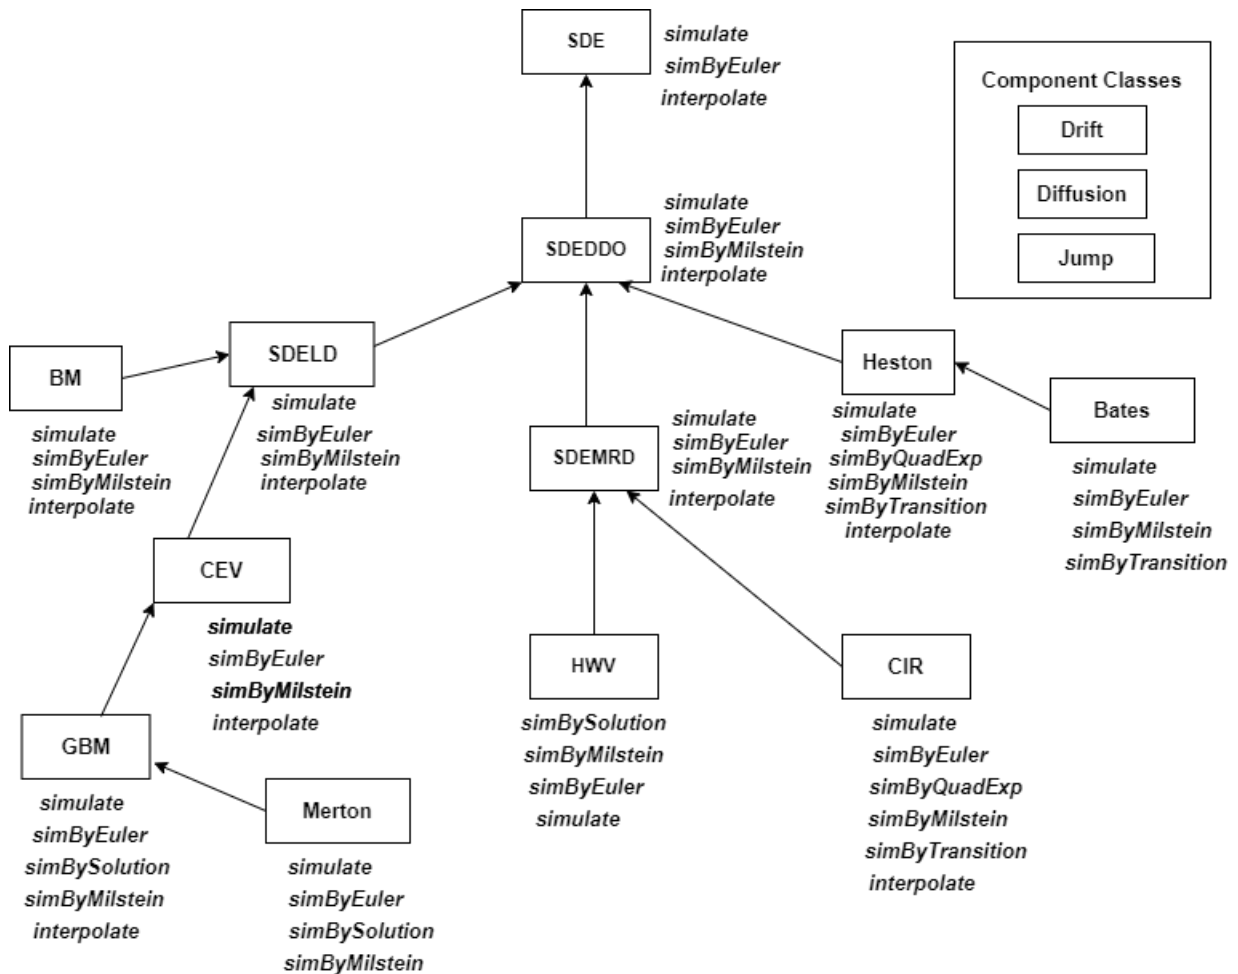 SDE
simulate
simByEuler
interpolate
Component Classes
Drift
Diffusion
Jump
SDEDDO
simulate
simByEuler
simByMilstein
interpolate
BM
simulate
simByEuler
simByMilstein
interpolate
SDELD
simulate
simByEuler
simByMilstein
interpolate
SDEMRD
simulate
simByEuler
simByMilstein
interpolate
Heston
simulate
simByEuler
simByQuadExp
simByMilstein
simByTransition
interpolate
Bates
simulate
simByEuler
simByMilstein
simByTransition
CEV
simulate
simByEuler
simByMilstein
interpolate
GBM
simulate
simByEuler
simBySolution
simByMilstein
interpolate
Merton
simulate
simByEuler
simBySolution
simByMilstein
HWV
simBySolution
simByMilstein
simByEuler
simulate
CIR
simulate
simByEuler
simByQuadExp
simByMilstein
simByTransition
interpolate